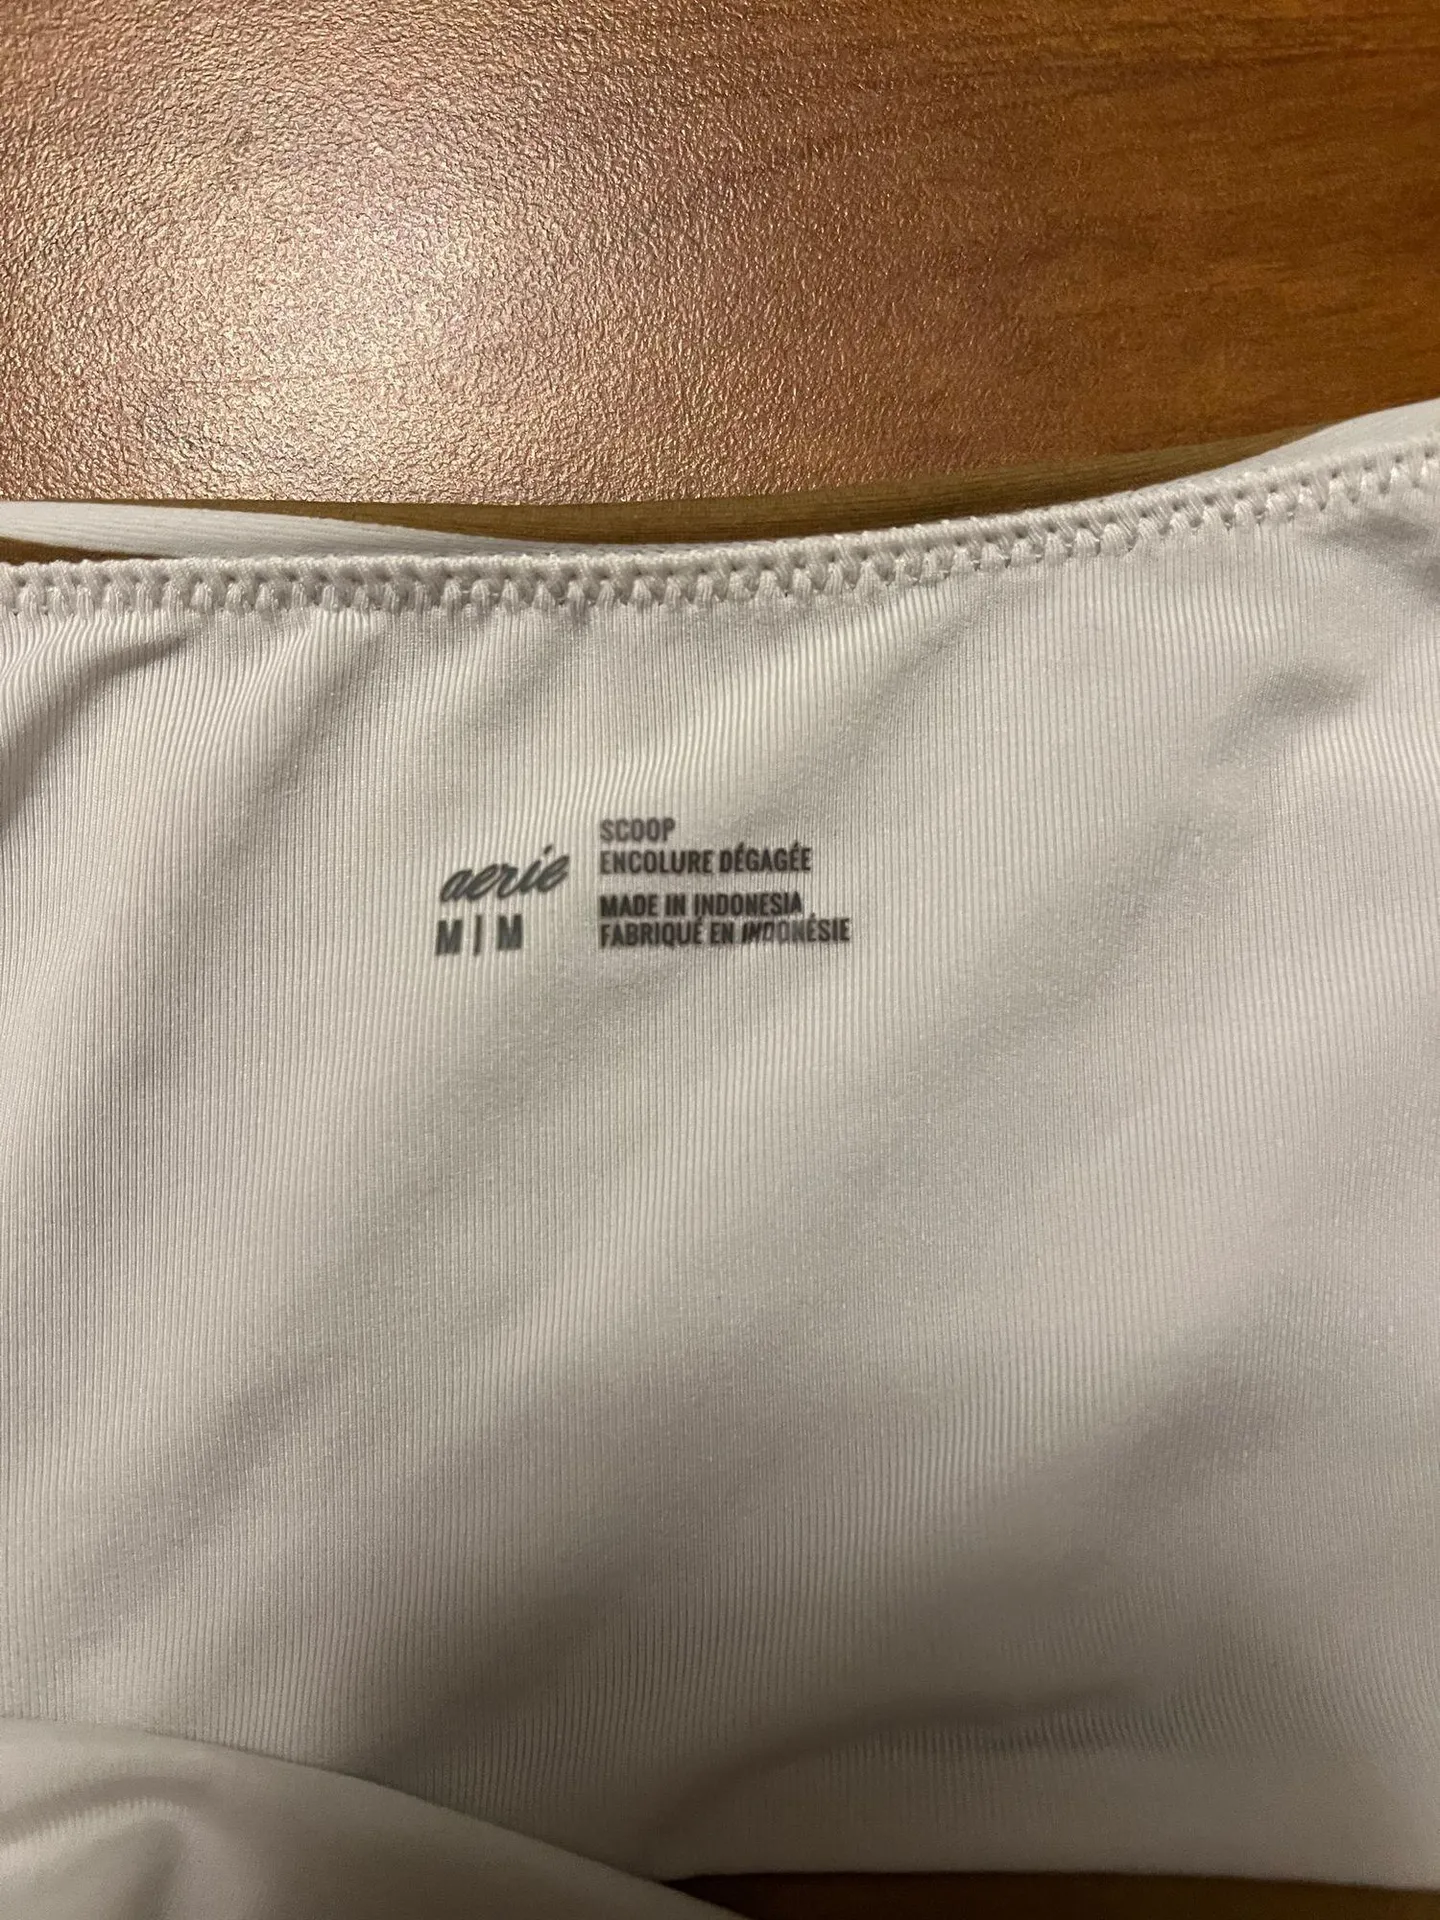 aerie
M | M
SCOOP
ENCOLURE DÉGAGÉE
MADE IN INDONESIA
FABRIQUÉ EN INDONÉSIE